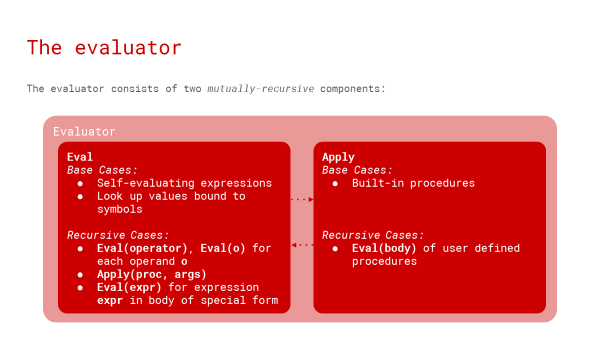 The evaluator
The evaluator consists of two mutually-recursive components:
Evaluator
Eval
Base Cases:
● Self-evaluating expressions
● Look up values bound to
symbols
Recursive Cases:
● Eval(operator), Eval(o) for
each operand o
● Apply(proc, args)
● Eval(expr) for expression
expr in body of special form
Apply
Base Cases:
● Built-in procedures
Recursive Cases:
● Eval(body) of user defined
procedures